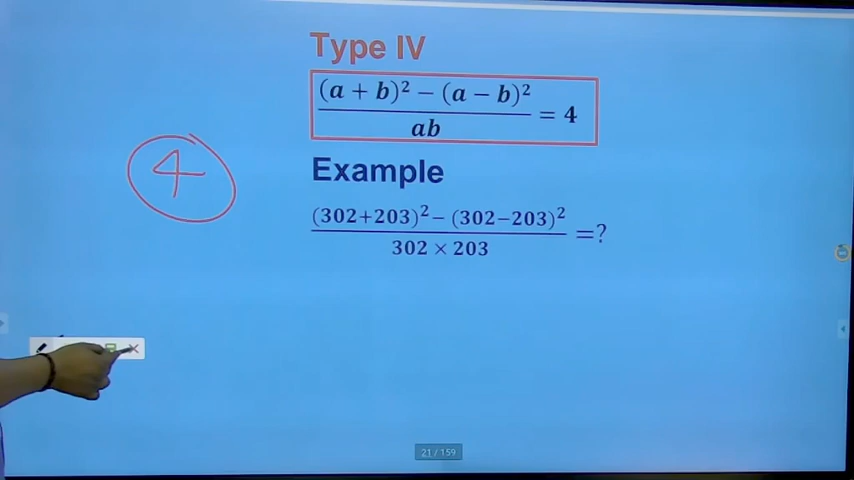 Type IV
(a + b)² − (a − b)²
ab
= 4
4
Example
(302+203)² − (302−203)²
302 × 203
=?
21 / 159